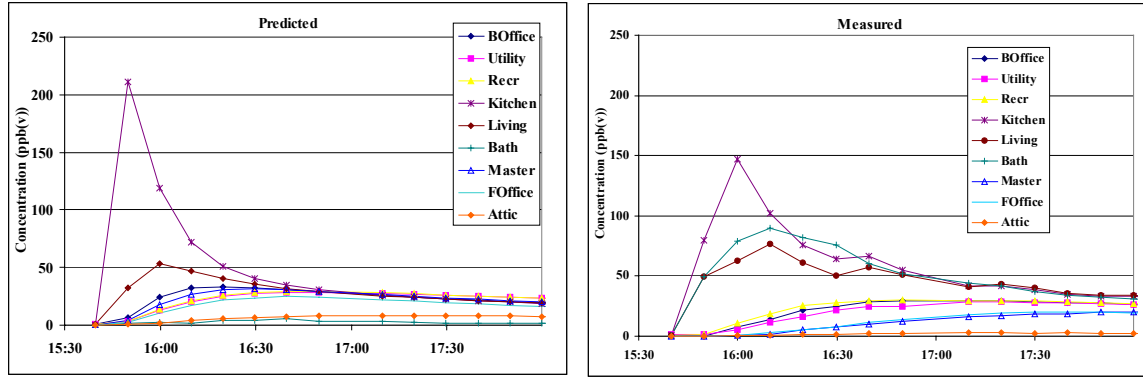 Predicted
Concentration (ppb(v))
250
200
150
100
50
0
15:30
16:00
16:30
17:00
17:30
BOffice
Utility
Recr
Kitchen
Living
Bath
Master
FOffice
Attic
Measured
Concentration (ppb(v))
250
200
150
100
50
0
15:30
16:00
16:30
17:00
17:30
BOffice
Utility
Recr
Kitchen
Living
Bath
Master
FOffice
Attic